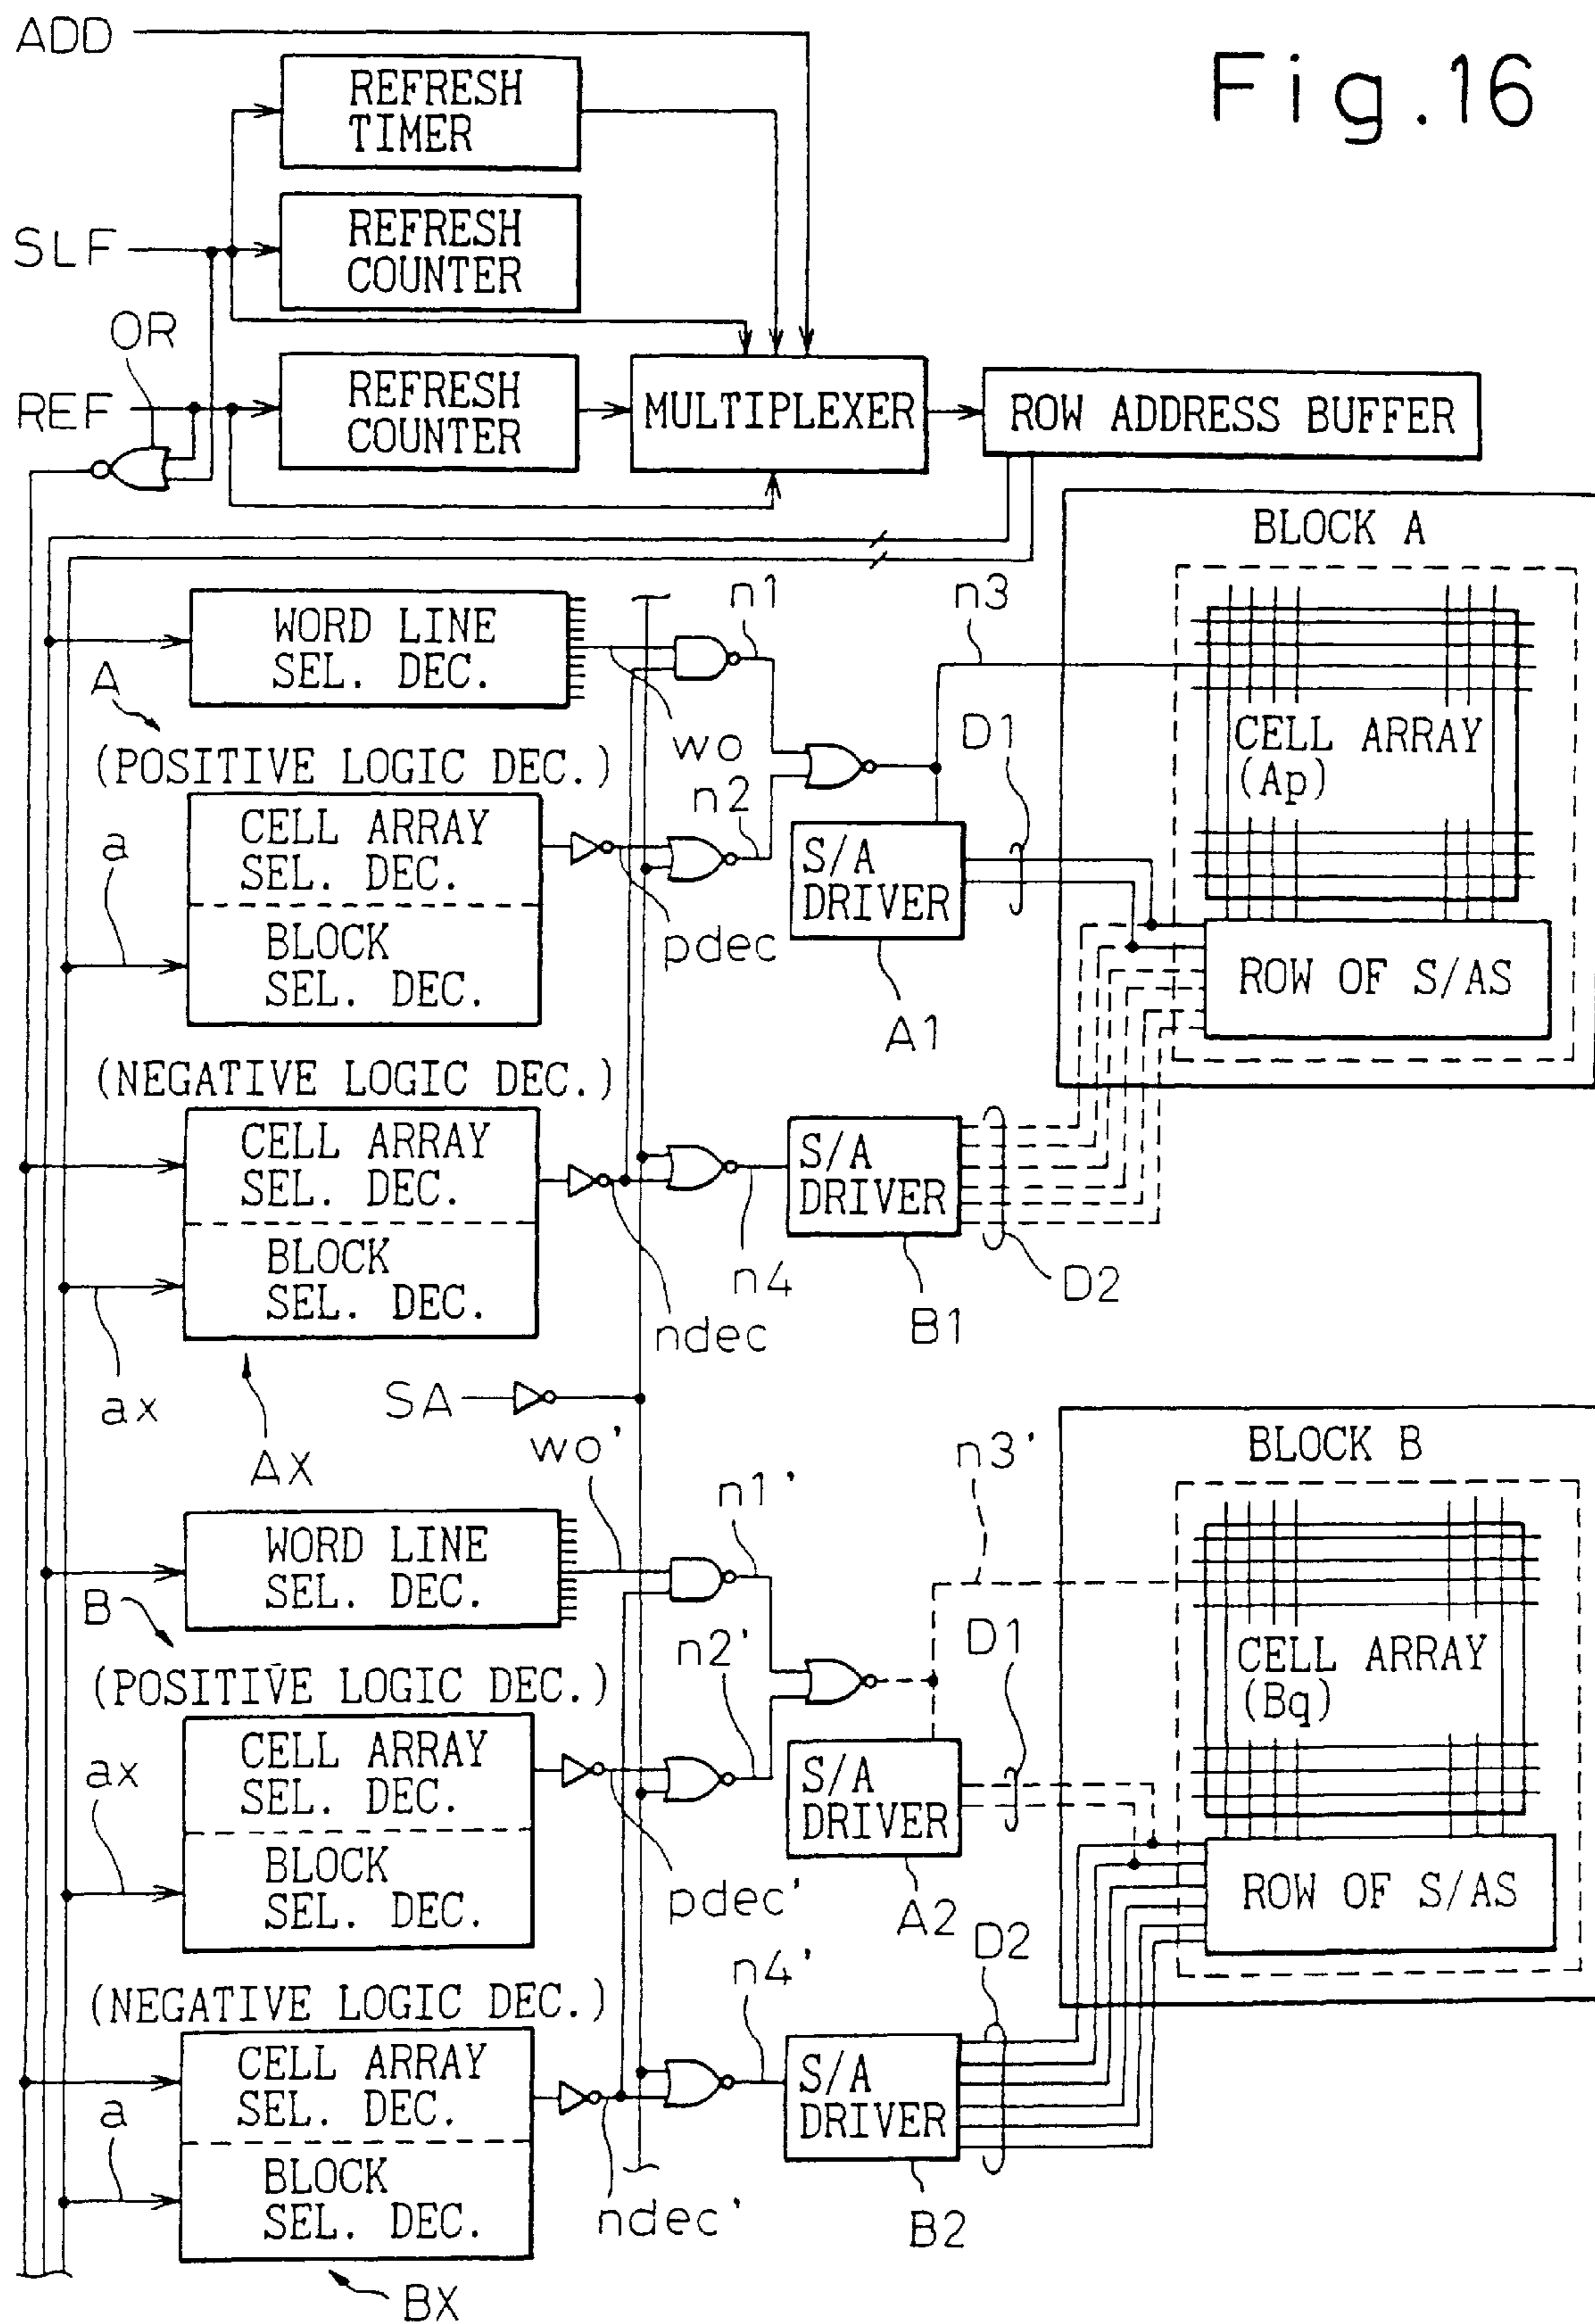 ADD
Fig.16
REFRESH
TIMER
SLF
REFRESH
COUNTER
OR
REF
REFRESH
COUNTER
MULTIPLEXER
ROW ADDRESS BUFFER
BLOCK A
WORD LINE
SEL. DEC.
n1
n3
A
wo
(POSITIVE LOGIC DEC.)
n2
D1
CELL ARRAY
(Ap)
a
CELL ARRAY
SEL. DEC.
BLOCK
SEL. DEC.
a
pdec
S/A
DRIVER
A1
ROW OF S/AS
(NEGATIVE LOGIC DEC.)
CELL ARRAY
SEL. DEC.
BLOCK
SEL. DEC.
S/A
DRIVER
n4
B1
D2
ndec
ax
AX
SA
wo'
n1'
n3'
BLOCK B
WORD LINE
SEL. DEC.
B
(POSITIVE LOGIC DEC.)
n2'
D1
CELL ARRAY
(Bq)
ax
CELL ARRAY
SEL. DEC.
BLOCK
SEL. DEC.
pdec'
S/A
DRIVER
A2
ROW OF S/AS
D2
(NEGATIVE LOGIC DEC.)
n4'
CELL ARRAY
SEL. DEC.
a
BLOCK
SEL. DEC.
S/A
DRIVER
ndec'
B2
BX